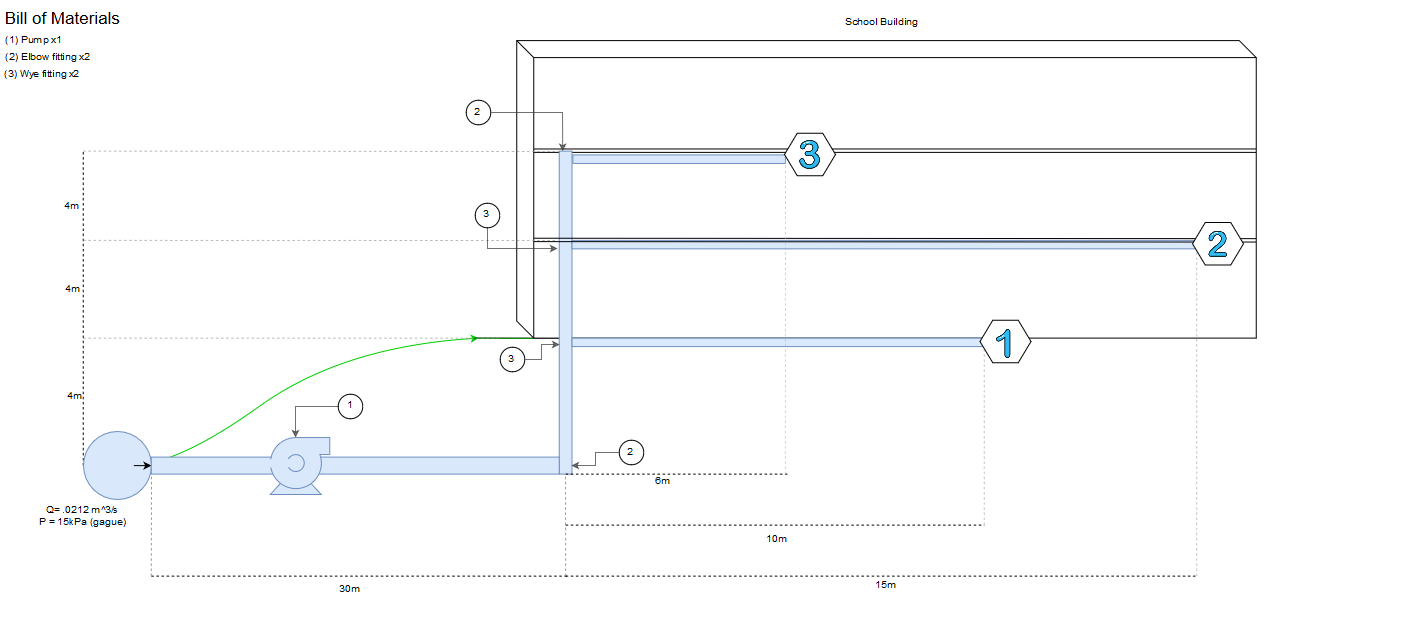 Bill of Materials
School Building
(1) Pump x1
(2) Elbow fitting x2
(3) Wye fitting x2
2
3
4m
3
2
4m
1
3
4m
1
2
6m
Q= .0212 m^3/s
P = 15kPa (gague)
10m
30m
15m